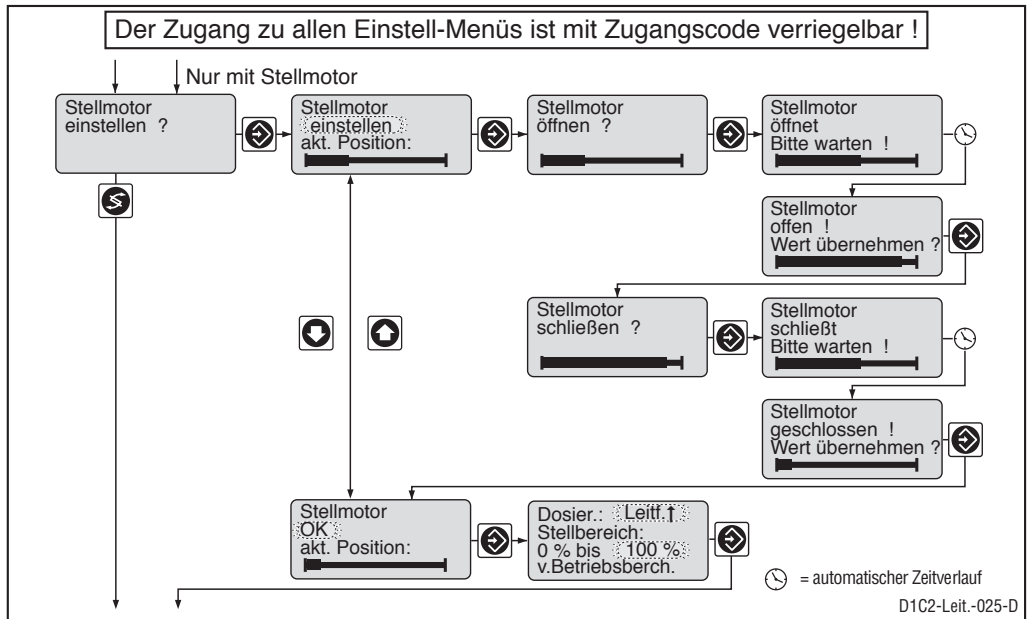 Der Zugang zu allen Einstell-Menüs ist mit Zugangscode verriegelbar !
Nur mit Stellmotor
Stellmotor
einstellen ?
Stellmotor
einstellen
akt. Position:
Stellmotor
öffnen ?
Stellmotor
öffnet
Bitte warten !
Stellmotor
offen !
Wert übernehmen ?
Stellmotor
schließen ?
Stellmotor
schließt
Bitte warten !
Stellmotor
geschlossen !
Wert übernehmen ?
Stellmotor
OK
akt. Position:
Dosier.: Leitf.↑
Stellbereich:
0 % bis 100 %
v.Betriebsberch.
= automatischer Zeitverlauf
D1C2-Leit.-025-D